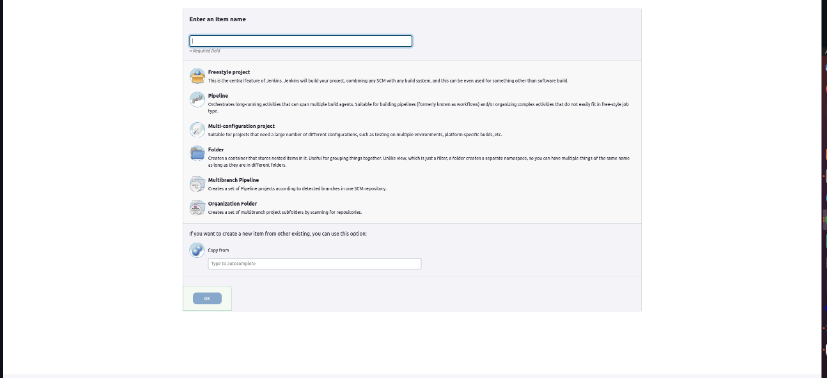 Enter an item name
» Required field
Freestyle project
This is the central feature of Jenkins. Jenkins will build your project, combining any SCM with any build system, and this can be even used for something other than software build.
Pipeline
Orchestrates long-running activities that can span multiple build agents. Suitable for building pipelines (formerly known as workflows) and/or organizing complex activities that do not easily fit in free-style job
type.
Multi-configuration project
Suitable for projects that need a large number of different configurations, such as testing on multiple environments, platform-specific builds, etc.
Folder
Creates a container that stores nested items in it. Useful for grouping things together. Unlike view, which is just a filter, a folder creates a separate namespace, so you can have multiple things of the same name
as long as they are in different folders.
Multibranch Pipeline
Creates a set of Pipeline projects according to detected branches in one SCM repository.
Organization Folder
Creates a set of multibranch project subfolders by scanning for repositories.
If you want to create a new item from other existing, you can use this option:
Copy from
Type to autocomplete
OK